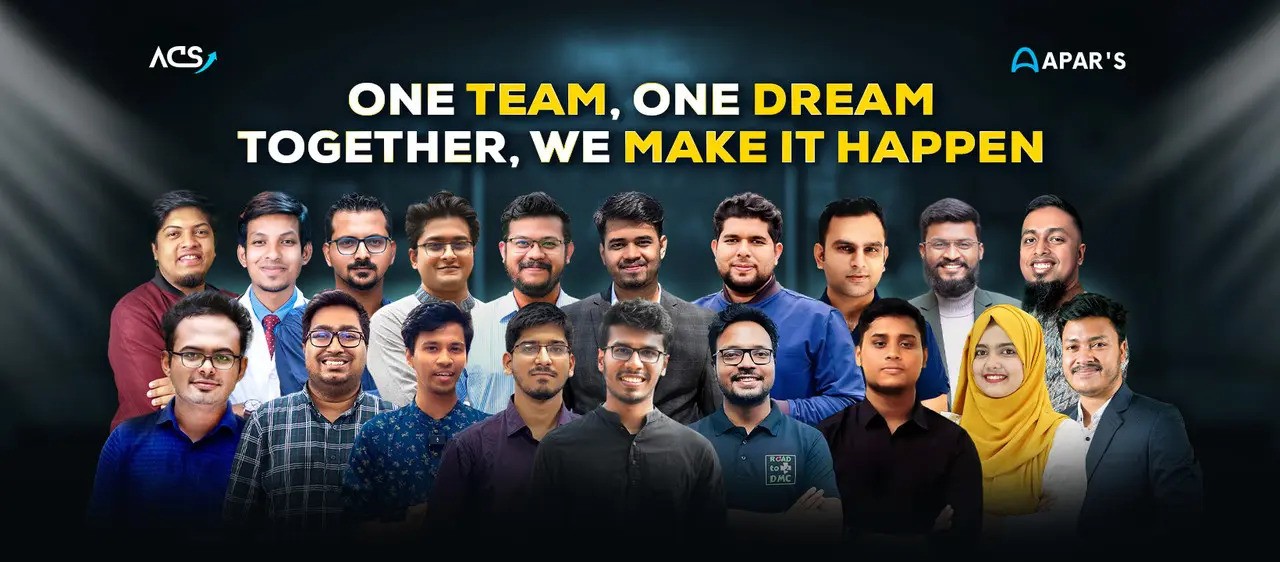 ACS
APAR'S
ONE TEAM, ONE DREAM
TOGETHER, WE MAKE IT HAPPEN
ROAD
to
DMC